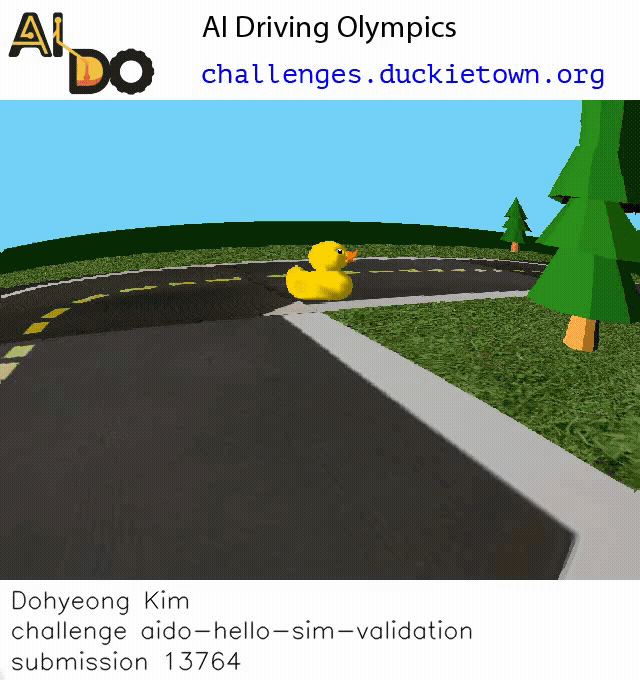 AI
DO
AI Driving Olympics
challenges.duckietown.org
Dohyeong Kim
challenge aido-hello-sim-validation
submission 13764